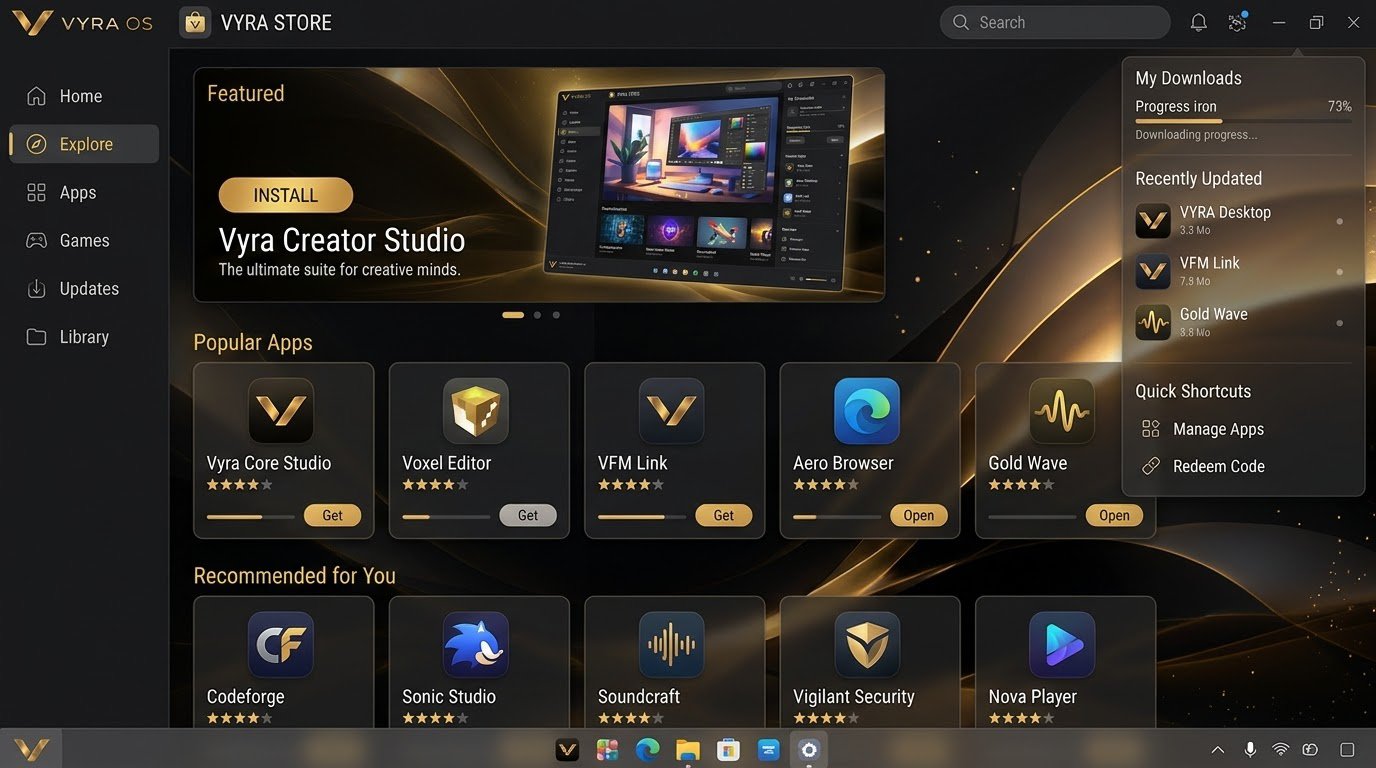 VYRA OS
VYRA STORE
Search
Home
Explore
Apps
Games
Updates
Library
Featured
INSTALL
Vyra Creator Studio
The ultimate suite for creative minds.
Popular Apps
Vyra Core Studio
Get
Voxel Editor
Get
VFM Link
Get
Aero Browser
Open
Gold Wave
Open
Recommended for You
CF
Codeforge
Sonic Studio
Soundcraft
Vigilant Security
Nova Player
My Downloads
Progress iron 73%
Downloading progress...
Recently Updated
VYRA Desktop
3.3 Mo
VFM Link
7.8 Mo
Gold Wave
3.8 Mo
Quick Shortcuts
Manage Apps
Redeem Code